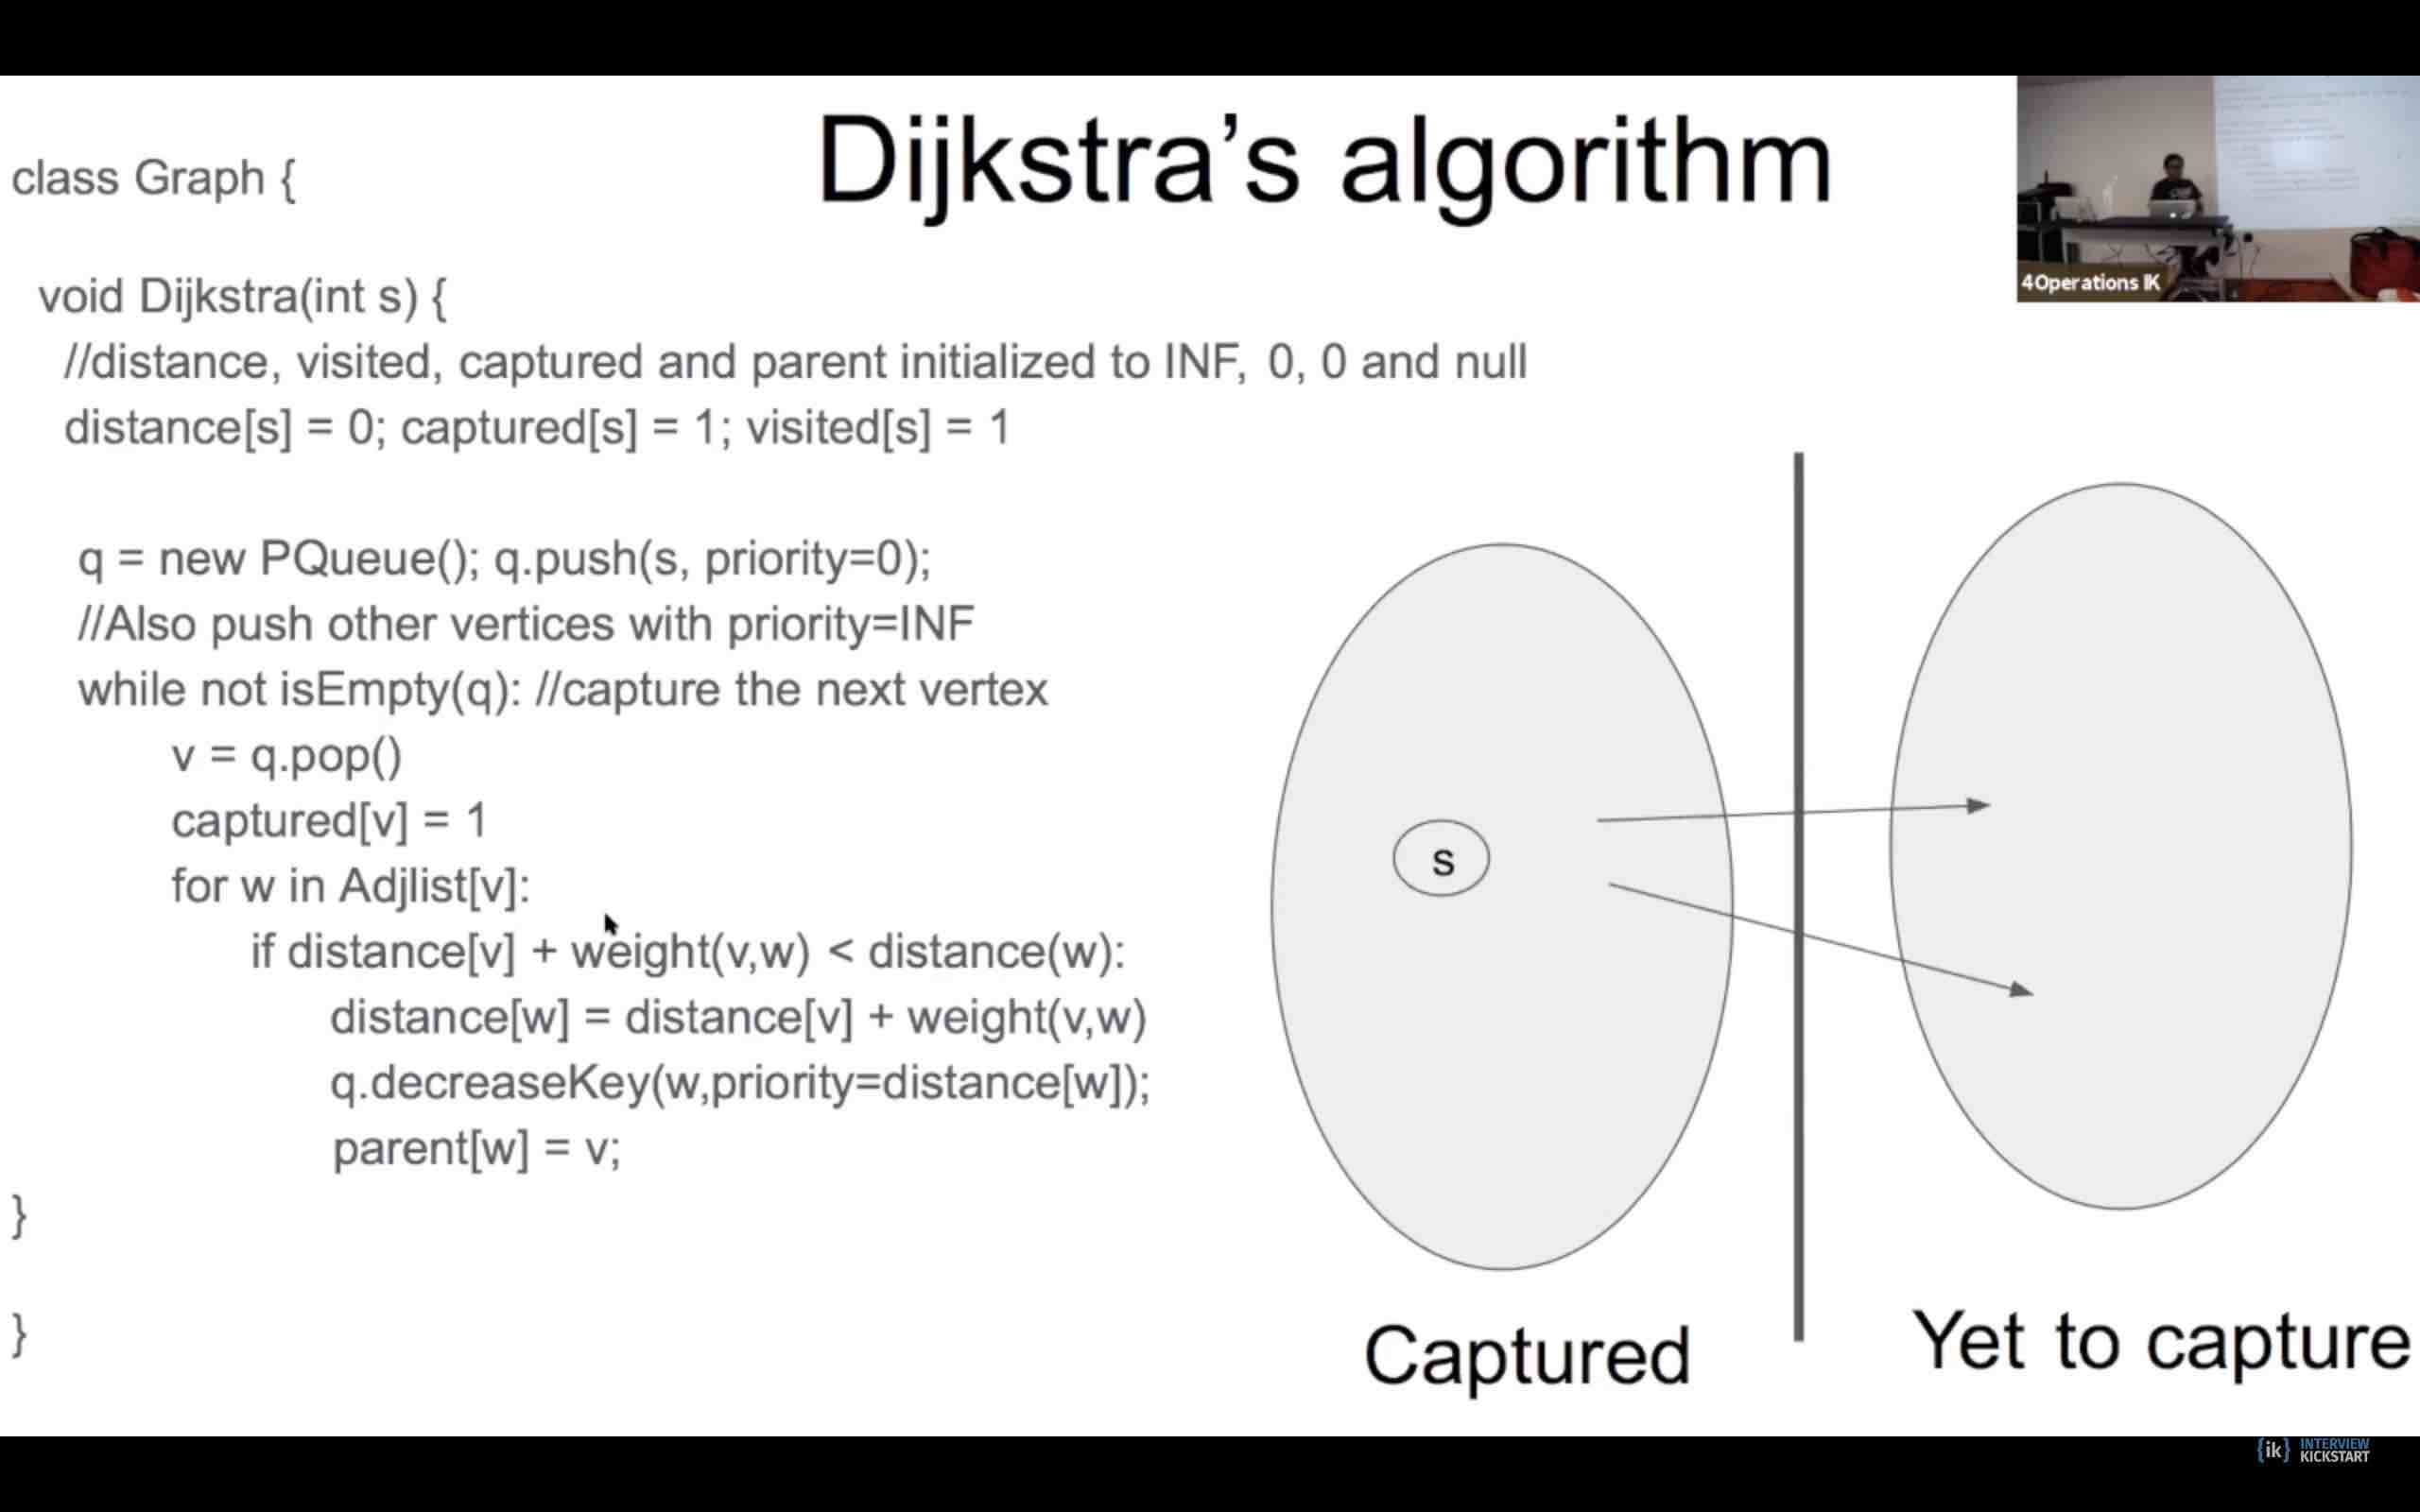 Dijkstra's algorithm
class Graph {
void Dijkstra(int s) {
//distance, visited, captured and parent initialized to INF, 0, 0 and null
distance[s] = 0; captured[s] = 1; visited[s] = 1
q = new PQueue(); q.push(s, priority=0);
//Also push other vertices with priority=INF
while not isEmpty(q): //capture the next vertex
v = q.pop()
captured[v] = 1
for w in Adjlist[v]:
if distance[v] + weight(v,w) < distance(w):
distance[w] = distance[v] + weight(v,w)
q.decreaseKey(w,priority=distance[w]);
parent[w] = v;
}
}
s
Captured
Yet to capture
4Operations IK
{ik} INTERVIEW
KICKSTART